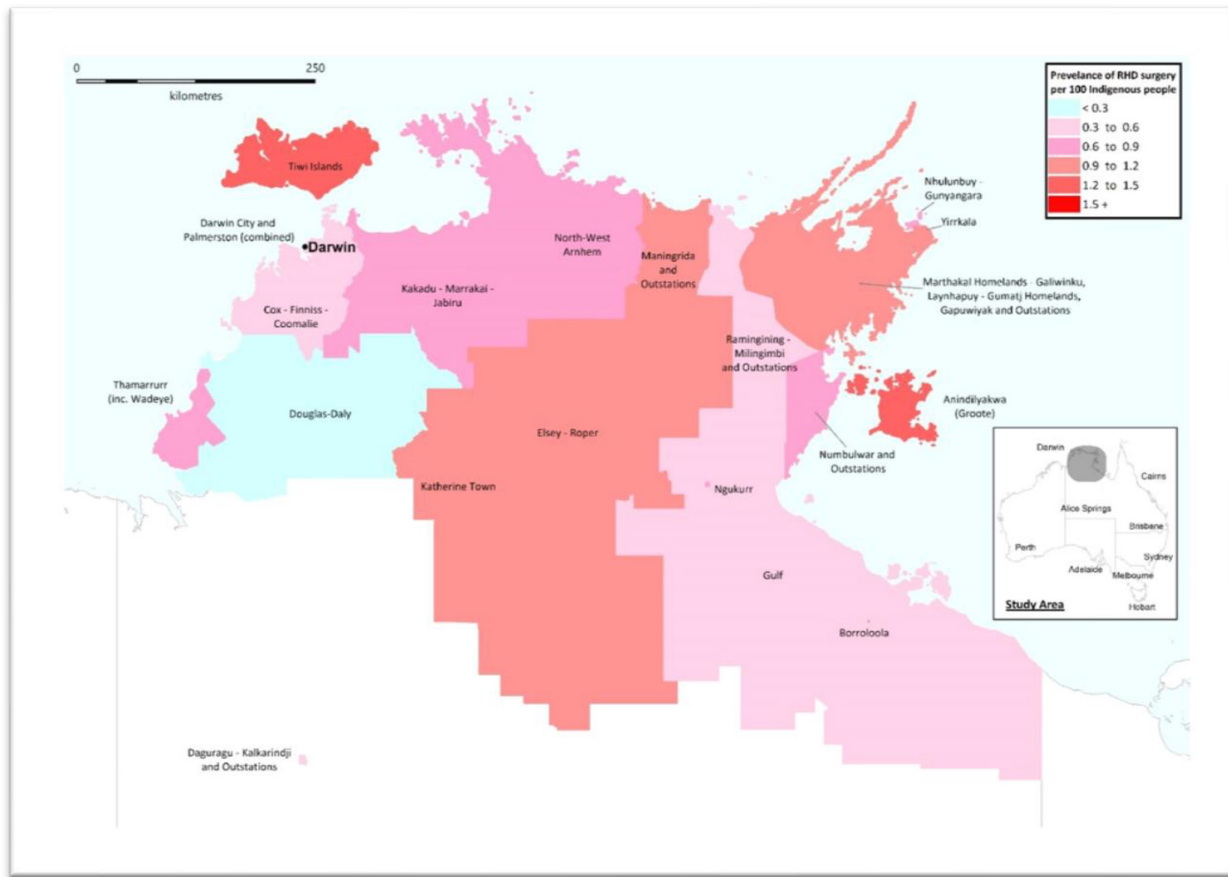 0 250
kilometres
Prevelance of RHD surgery
per 100 Indigenous people
< 0.3
0.3 to 0.6
0.6 to 0.9
0.9 to 1.2
1.2 to 1.5
1.5 +
Tiwi Islands
Darwin City and
Palmerston (combined)
Darwin
Cox - Finniss -
Coomalie
Kakadu - Marrakai -
Jabiru
North-West
Arnhem
Maningrida
and
Outstations
Nhulunbuy -
Gunyangara
Yirrkala
Marthakal Homelands - Galiwinku,
Laynhapuy - Gumatj Homelands,
Gapuwiyak and Outstations
Ramingining -
Milingimbi
and Outstations
Thamarrurr
(inc. Wadeye)
Douglas-Daly
Elsey - Roper
Anindilyakwa
(Groote)
Numbulwar and
Outstations
Katherine Town
Ngukurr
Gulf
Borroloola
Daguragu - Kalkarindji
and Outstations
Darwin
Cairns
Alice Springs
Brisbane
Perth
Sydney
Adelaide
Melbourne
Hobart
Study Area